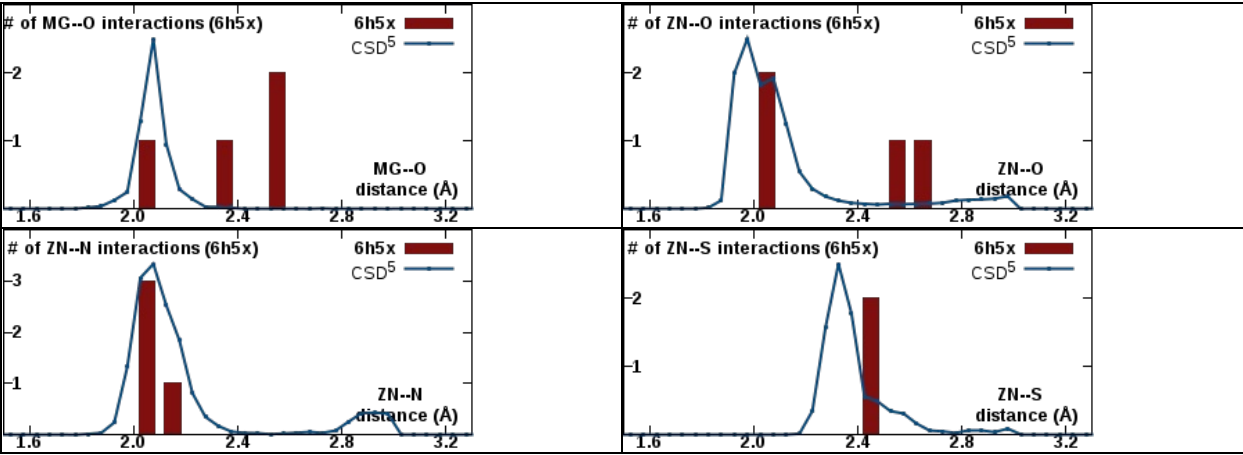 # of MG--O interactions (6h5x)
6h5x
CSD5
2
1
MG--O
distance (Å)
1.6 2.0 2.4 2.8 3.2
# of ZN--O interactions (6h5x)
6h5x
CSD5
2
1
ZN--O
distance (Å)
1.6 2.0 2.4 2.8 3.2
# of ZN--N interactions (6h5x)
6h5x
CSD5
3
2
1
ZN--N
distance (Å)
1.6 2.0 2.4 2.8 3.2
# of ZN--S interactions (6h5x)
6h5x
CSD5
2
1
ZN--S
distance (Å)
1.6 2.0 2.4 2.8 3.2